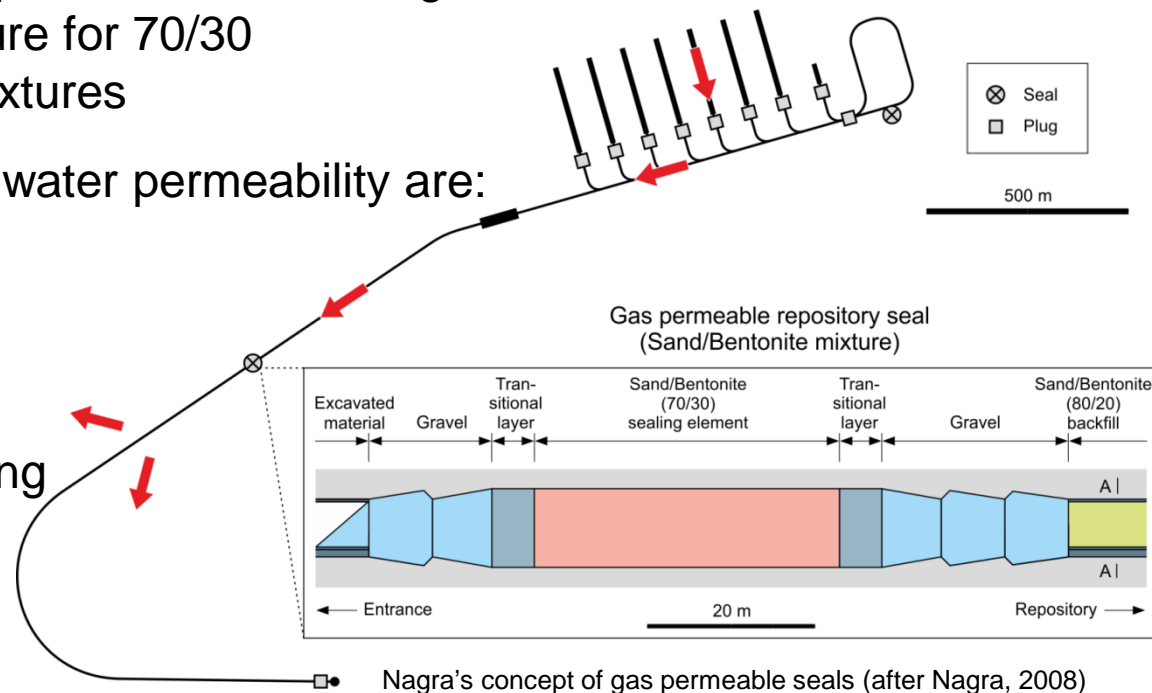 ure for 70/30
xtures
water permeability are:
ng
Seal
Plug
500 m
Gas permeable repository seal
(Sand/Bentonite mixture)
Excavated
material
Gravel
Tran-
sitional
layer
Sand/Bentonite
(70/30)
sealing element
Tran-
sitional
layer
Gravel
Sand/Bentonite
(80/20)
backfill
A
A
Entrance
20 m
Repository
Nagra's concept of gas permeable seals (after Nagra, 2008)